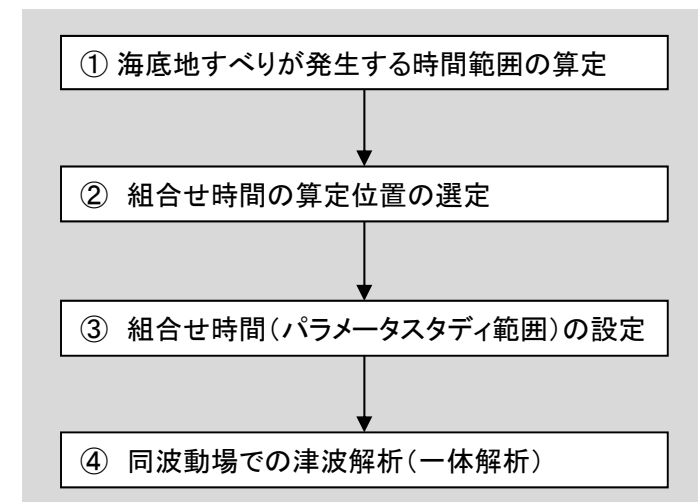 ① 海底地すべりが発生する時間範囲の算定
② 組合せ時間の算定位置の選定
③ 組合せ時間(パラメータスタディ範囲)の設定
④ 同波動場での津波解析(一体解析)